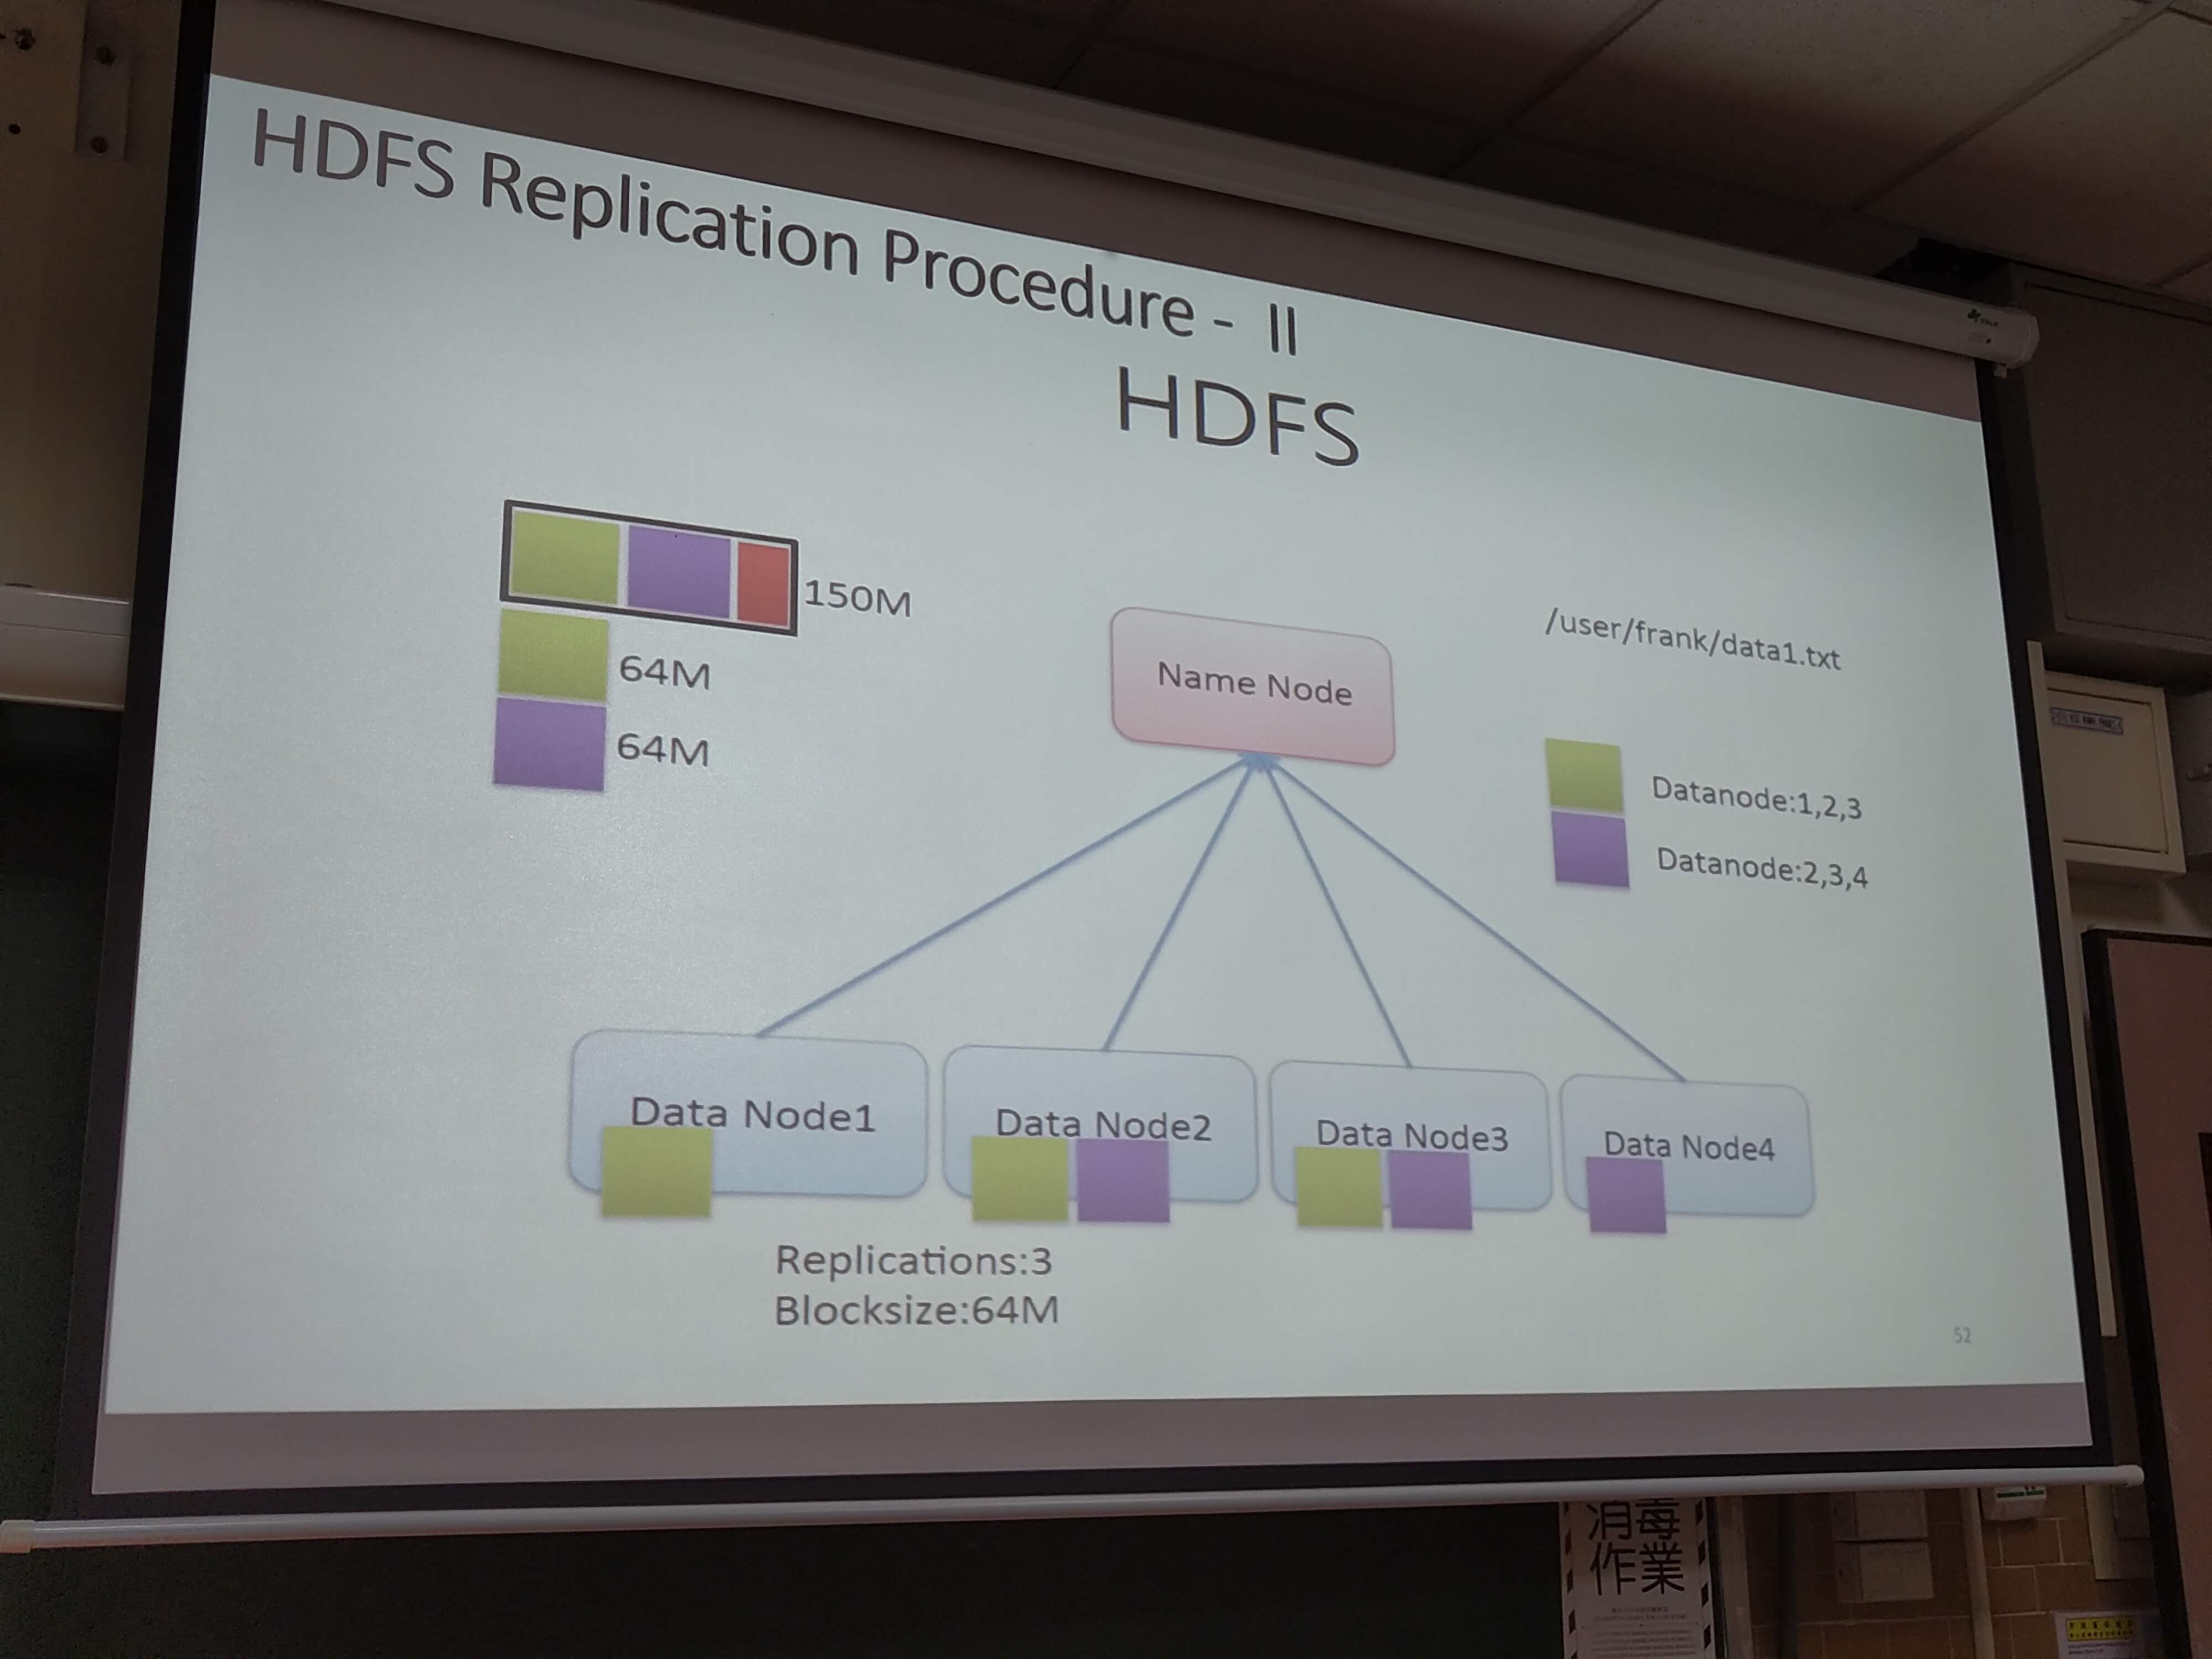 HDFS Replication Procedure - II
HDFS
150M
64M
64M
Name Node
/user/frank/data1.txt
Datanode:1,2,3
Datanode:2,3,4
Data Node1
Data Node2
Data Node3
Data Node4
Replications:3
Blocksize:64M
52
消毒
作業